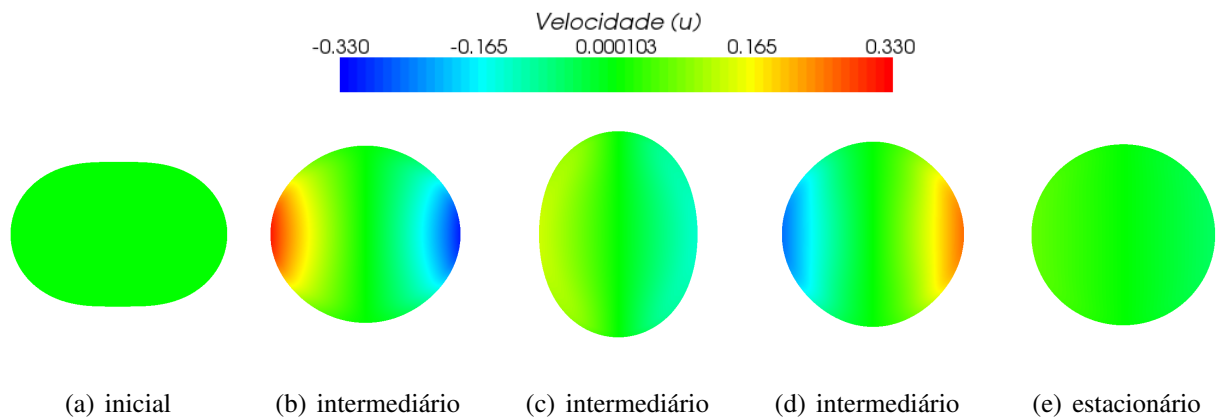 Velocidade (u)
-0.330 -0.165 0.000103 0.165 0.330
(a) inicial (b) intermediário (c) intermediário (d) intermediário (e) estacionário